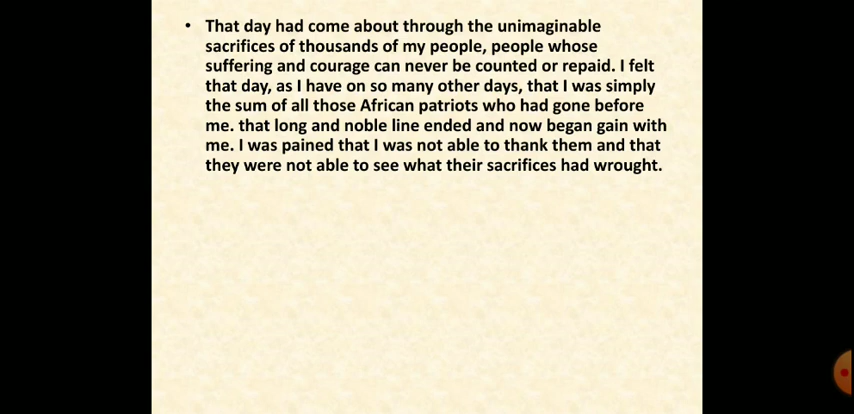 • That day had come about through the unimaginable
sacrifices of thousands of my people, people whose
suffering and courage can never be counted or repaid. I felt
that day, as I have on so many other days, that I was simply
the sum of all those African patriots who had gone before
me. that long and noble line ended and now began gain with
me. I was pained that I was not able to thank them and that
they were not able to see what their sacrifices had wrought.